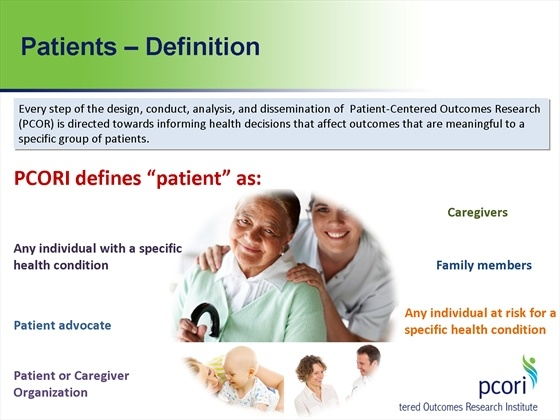 Patients – Definition
Every step of the design, conduct, analysis, and dissemination of Patient-Centered Outcomes Research
(PCOR) is directed towards informing health decisions that affect outcomes that are meaningful to a
specific group of patients.
PCORI defines “patient” as:
Any individual with a specific
health condition
Patient advocate
Patient or Caregiver
Organization
Caregivers
Family members
Any individual at risk for a
specific health condition
pcori
tered Outcomes Research Institute